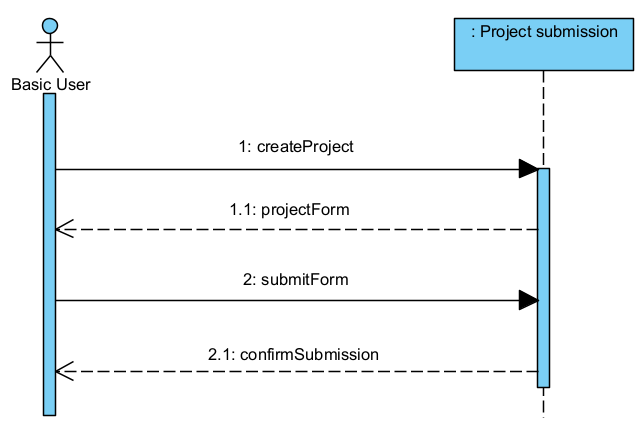 : Project submission
Basic User
1: createProject
1.1: projectForm
2: submitForm
2.1: confirmSubmission